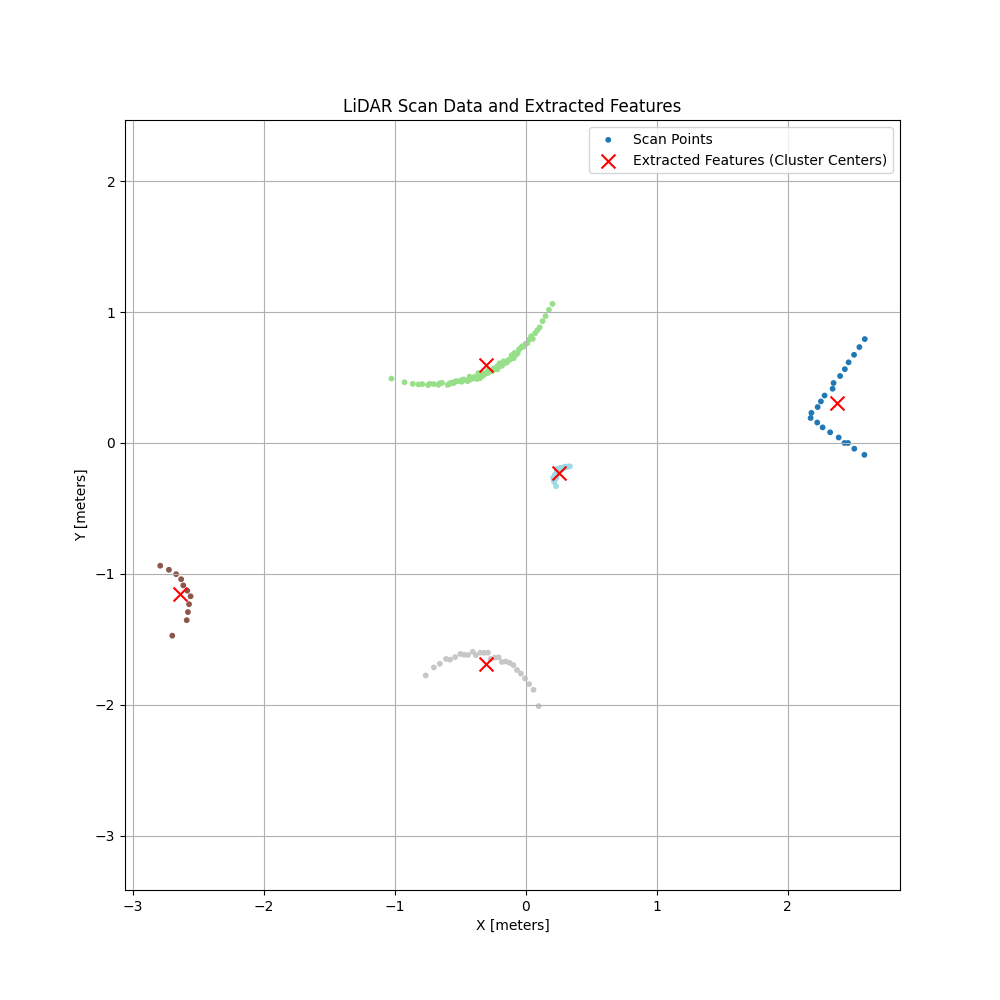 LiDAR Scan Data and Extracted Features
Scan Points
Extracted Features (Cluster Centers)
2
1
0
−1
−2
−3
Y [meters]
−3
−2
−1
0
1
2
X [meters]